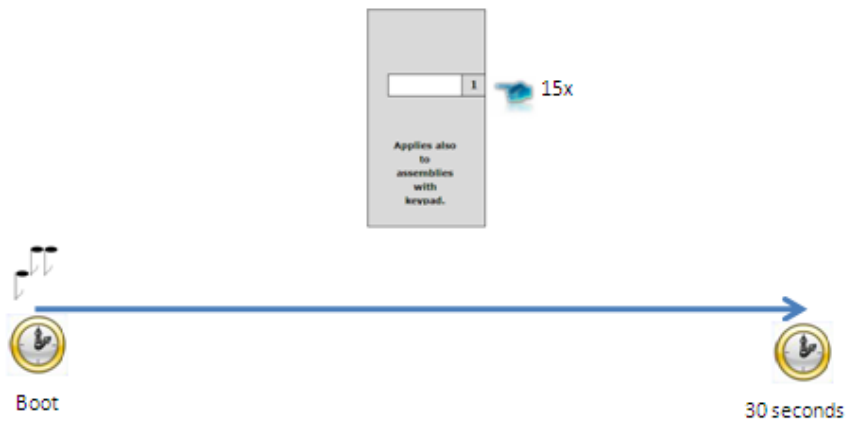 1
15x
Applies also
to
assemblies
with
keypad.
Boot
30 seconds